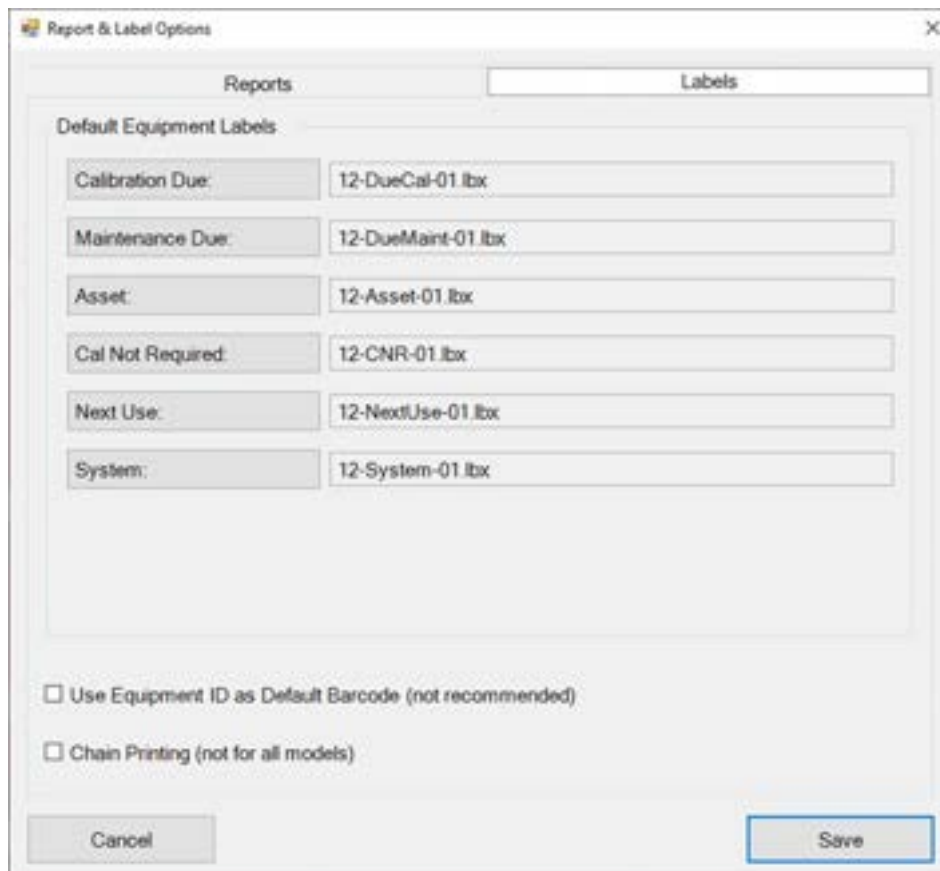 Report & Label Options
Reports Labels
Default Equipment Labels
Calibration Due: 12-DueCal-01.lbx
Maintenance Due: 12-DueMaint-01.lbx
Asset: 12-Asset-01.lbx
Cal Not Required: 12-CNR-01.lbx
Next Use: 12-NextUse-01.lbx
System: 12-System-01.lbx
Use Equipment ID as Default Barcode (not recommended)
Chain Printing (not for all models)
Cancel Save